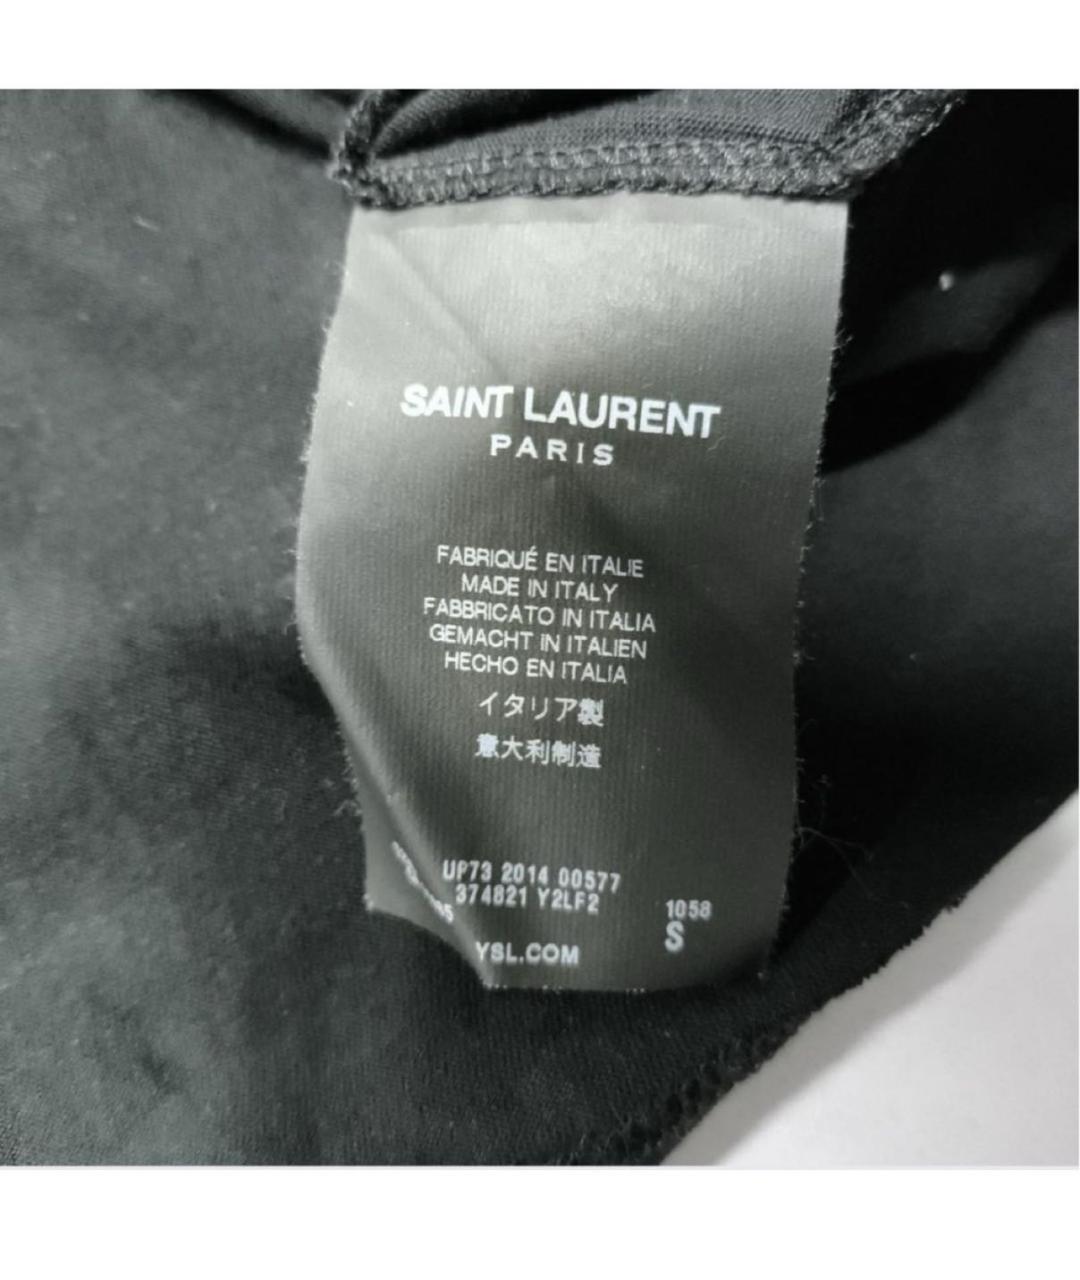 SAINT LAURENT
PARIS
FABRIQUÉ EN ITALIE
MADE IN ITALY
FABBRICATO IN ITALIA
GEMACHT IN ITALIEN
HECHO EN ITALIA
イタリア製
意大利制造
UP73 2014 00577
374821 Y2LF2
1058
S
YSL.COM